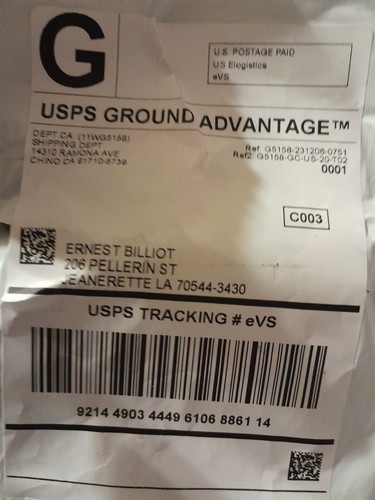 G
U.S. POSTAGE PAID
US Elogistics
eVS
USPS GROUND ADVANTAGE™
DEPT CA. (11WG5158)
SHIPPING DEPT
14310 RAMONA AVE
CHINO CA 91710-5739
Ref: G5158-231206-0751
Ref2: G5158-GC-US-20-T02
0001
C003
ERNEST BILLIOT
206 PELLERIN ST
JEANERETTE LA 70544-3430
USPS TRACKING # eVS
9214 4903 4449 6106 8861 14